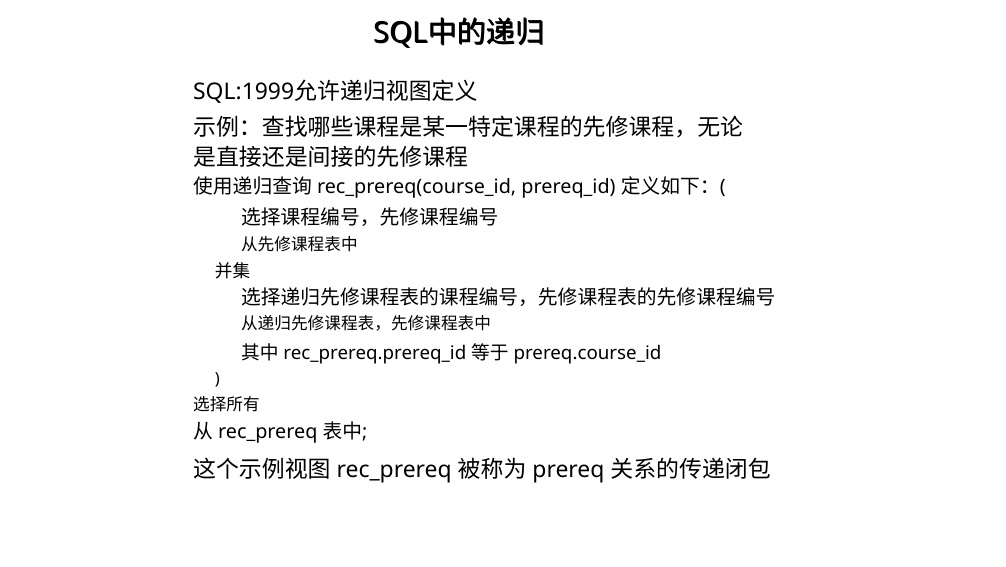 SQL中的递归
SQL:1999允许递归视图定义
示例：查找哪些课程是某一特定课程的先修课程，无论
是直接还是间接的先修课程
使用递归查询 rec_prereq(course_id, prereq_id) 定义如下：(
选择课程编号，先修课程编号
从先修课程表中
并集
选择递归先修课程表的课程编号，先修课程表的先修课程编号
从递归先修课程表，先修课程表中
其中 rec_prereq.prereq_id 等于 prereq.course_id
)
选择所有
从 rec_prereq 表中;
这个示例视图 rec_prereq 被称为 prereq 关系的传递闭包